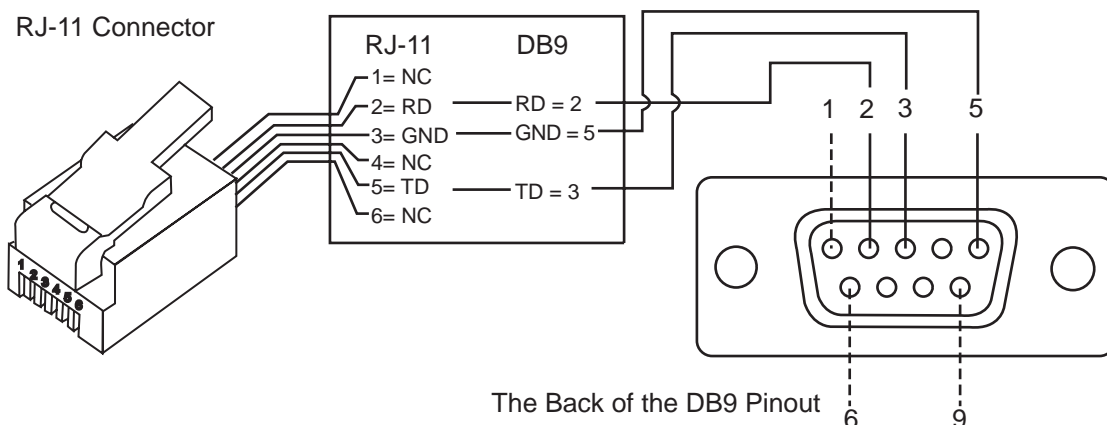 RJ-11 Connector
RJ-11 DB9
1= NC
2= RD RD = 2
3= GND GND = 5
4= NC
5= TD TD = 3
6= NC
1 2 3 5
1 2 3 4 5 6
The Back of the DB9 Pinout
6 9